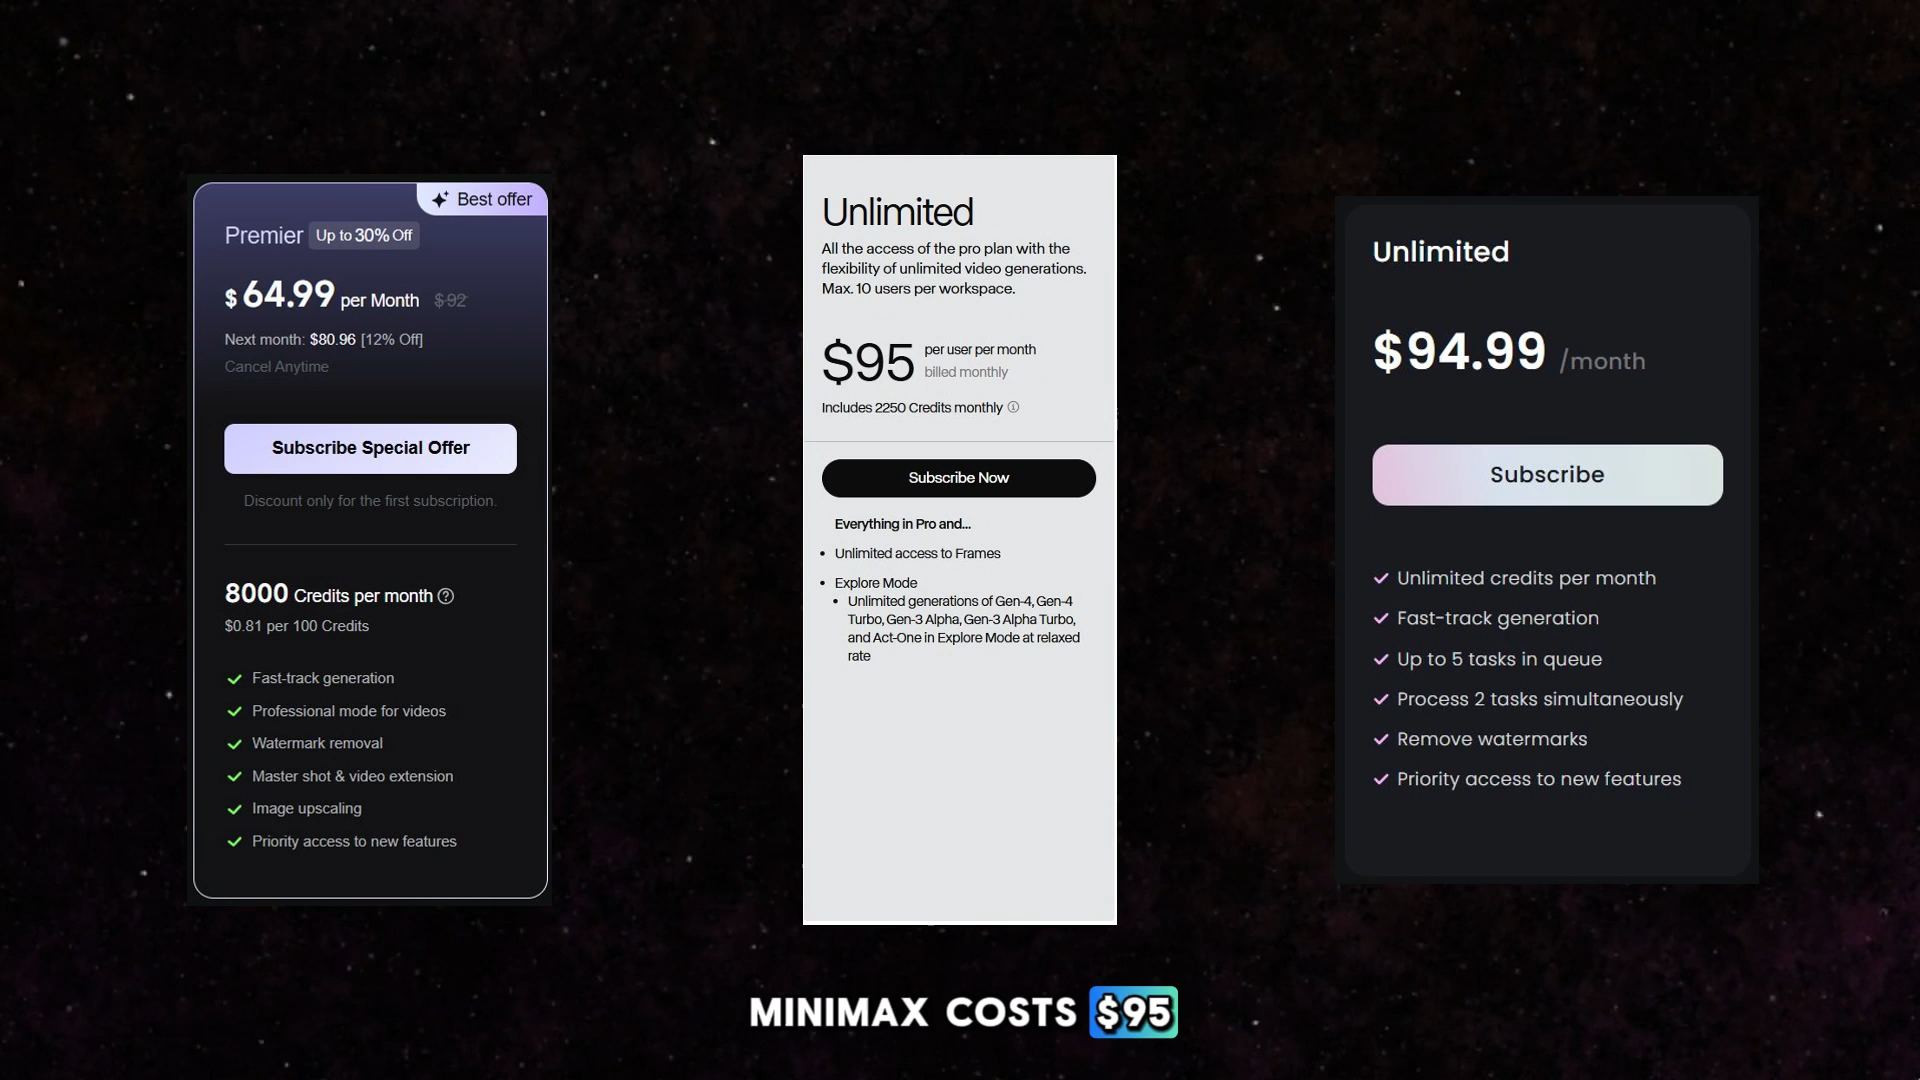 Best offer
Premier Up to 30% Off
$ 64.99 per Month $92
Next month: $80.96 [12% Off]
Cancel Anytime
Subscribe Special Offer
Discount only for the first subscription.
8000 Credits per month
$0.81 per 100 Credits
Fast-track generation
Professional mode for videos
Watermark removal
Master shot & video extension
Image upscaling
Priority access to new features
Unlimited
All the access of the pro plan with the
flexibility of unlimited video generations.
Max. 10 users per workspace.
$95 per user per month
billed monthly
Includes 2250 Credits monthly
Subscribe Now
Everything in Pro and...
• Unlimited access to Frames
• Explore Mode
• Unlimited generations of Gen-4, Gen-4
Turbo, Gen-3 Alpha, Gen-3 Alpha Turbo,
and Act-One in Explore Mode at relaxed
rate
Unlimited
$94.99 /month
Subscribe
Unlimited credits per month
Fast-track generation
Up to 5 tasks in queue
Process 2 tasks simultaneously
Remove watermarks
Priority access to new features
MINIMAX COSTS $95